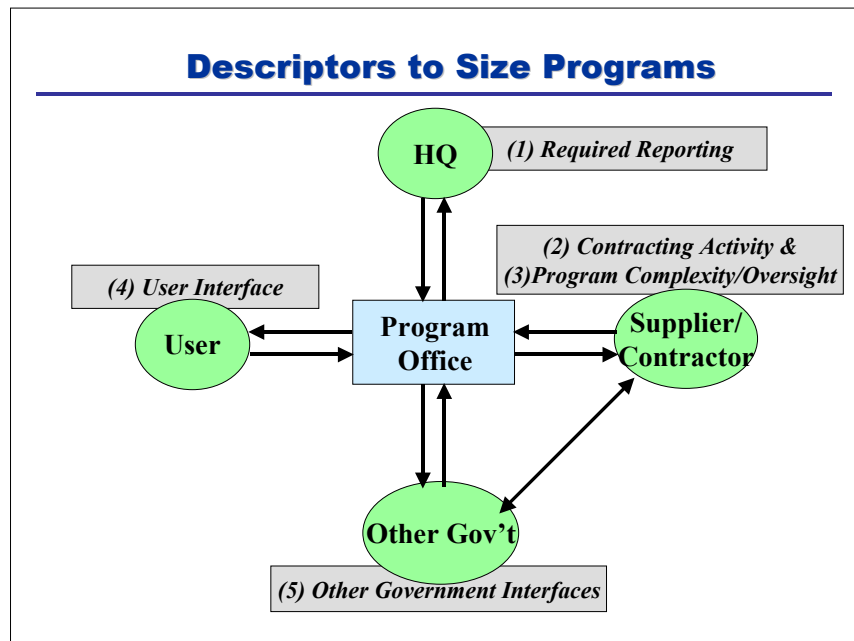 Descriptors to Size Programs
HQ
(1) Required Reporting
(2) Contracting Activity &
(3)Program Complexity/Oversight
(4) User Interface
User
Program
Office
Supplier/
Contractor
Other Gov’t
(5) Other Government Interfaces